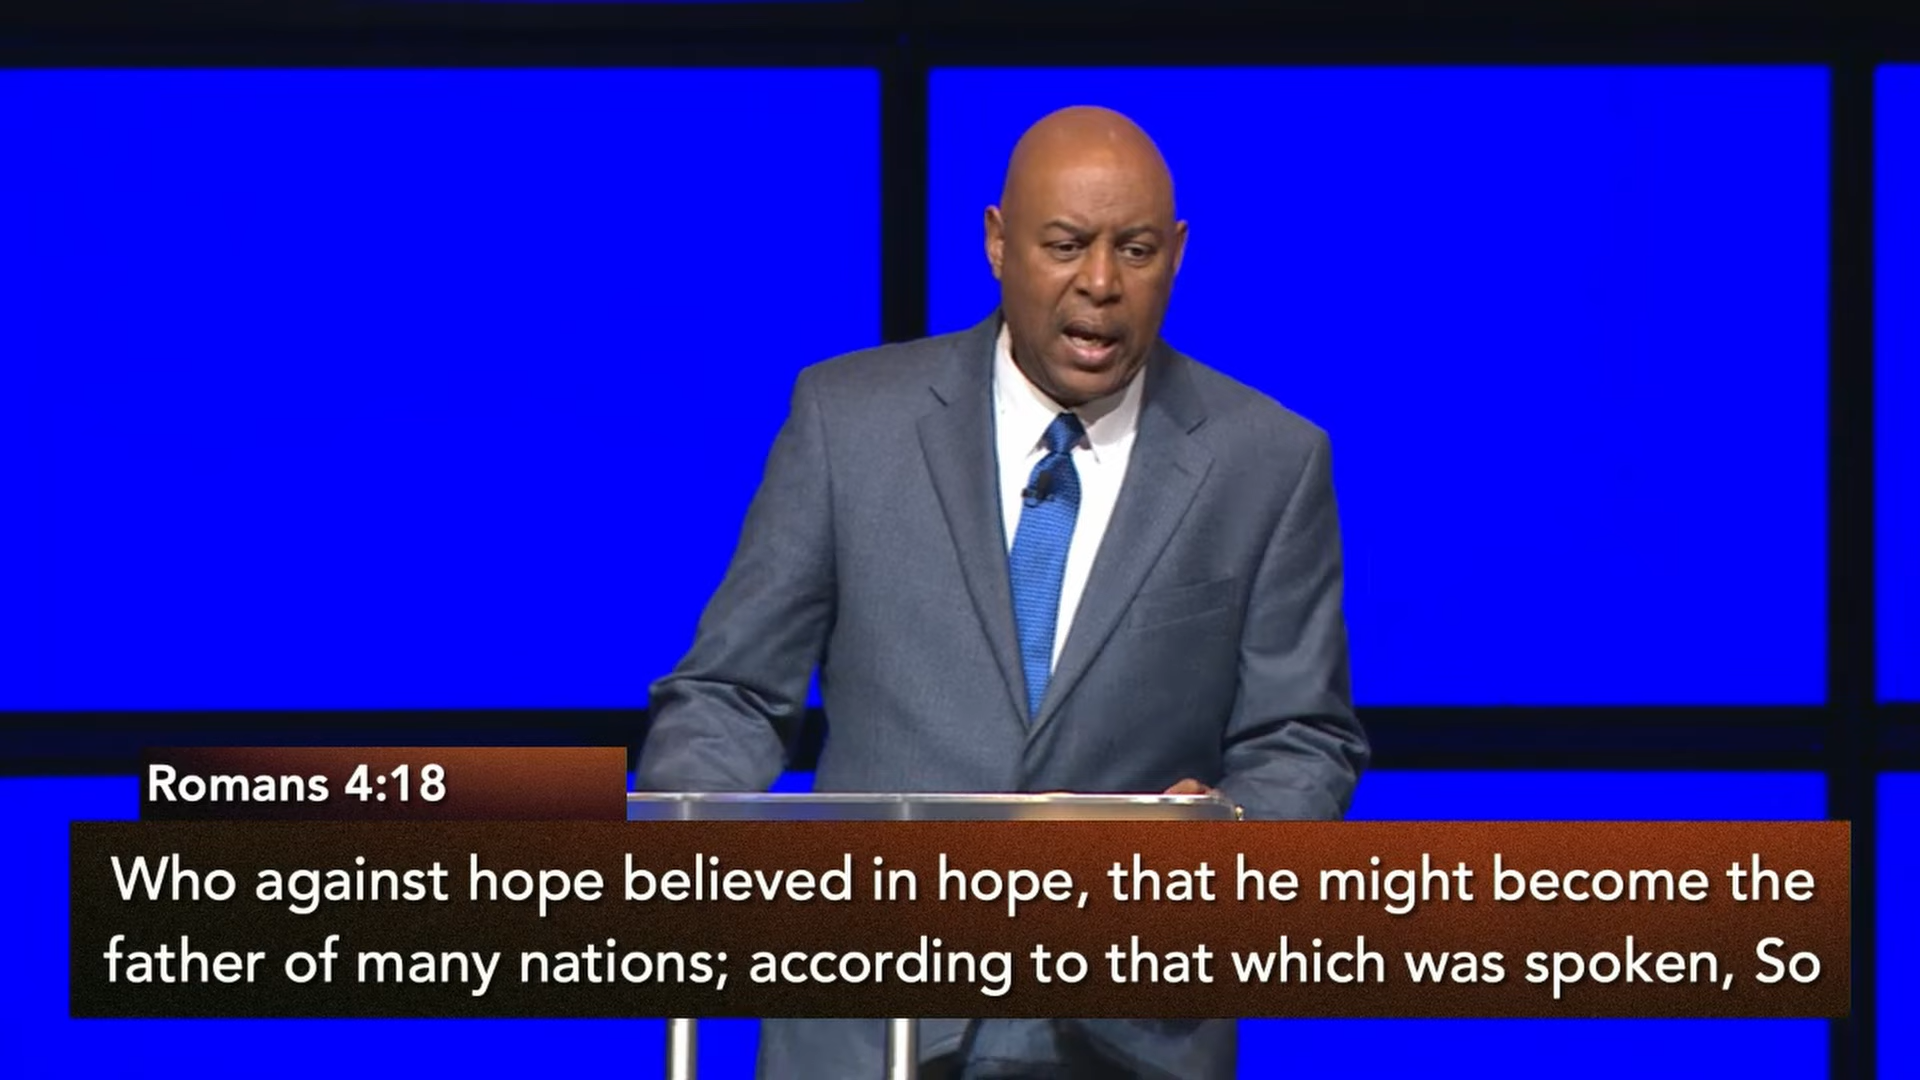 Romans 4:18
Who against hope believed in hope, that he might become the
father of many nations; according to that which was spoken, So